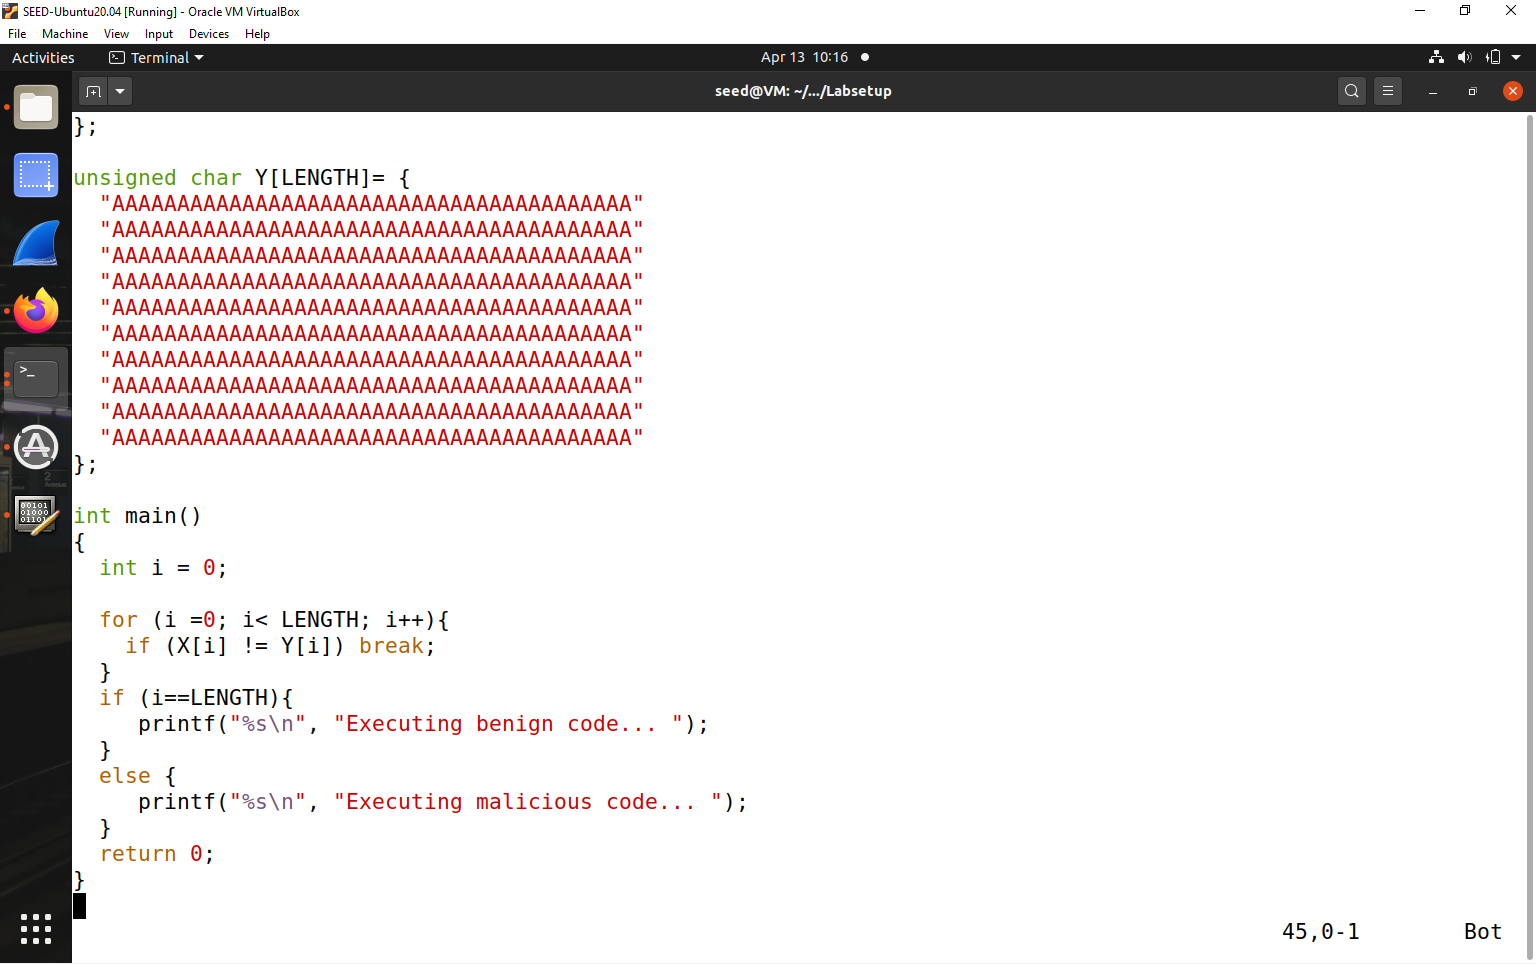 SEED-Ubuntu20.04 [Running] - Oracle VM VirtualBox
File Machine View Input Devices Help
Activities Terminal Apr 13 10:16
seed@VM: ~/.../Labsetup
};
unsigned char Y[LENGTH]= {
"AAAAAAAAAAAAAAAAAAAAAAAAAAAAAAAAAAAAAAAA"
"AAAAAAAAAAAAAAAAAAAAAAAAAAAAAAAAAAAAAAAA"
"AAAAAAAAAAAAAAAAAAAAAAAAAAAAAAAAAAAAAAAA"
"AAAAAAAAAAAAAAAAAAAAAAAAAAAAAAAAAAAAAAAA"
"AAAAAAAAAAAAAAAAAAAAAAAAAAAAAAAAAAAAAAAA"
"AAAAAAAAAAAAAAAAAAAAAAAAAAAAAAAAAAAAAAAA"
"AAAAAAAAAAAAAAAAAAAAAAAAAAAAAAAAAAAAAAAA"
"AAAAAAAAAAAAAAAAAAAAAAAAAAAAAAAAAAAAAAAA"
"AAAAAAAAAAAAAAAAAAAAAAAAAAAAAAAAAAAAAAAA"
"AAAAAAAAAAAAAAAAAAAAAAAAAAAAAAAAAAAAAAAA"
};
int main()
{
int i = 0;
for (i =0; i< LENGTH; i++){
if (X[i] != Y[i]) break;
}
if (i==LENGTH){
printf("%s\n", "Executing benign code... ");
}
else {
printf("%s\n", "Executing malicious code... ");
}
return 0;
}
45,0-1 Bot